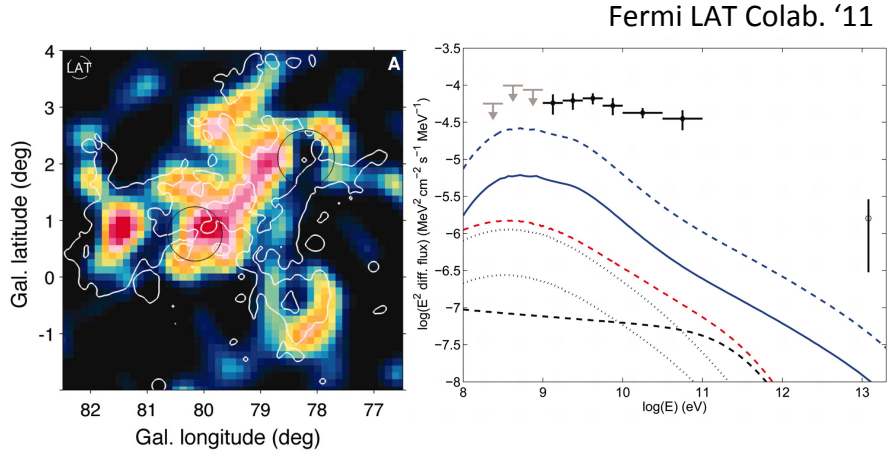 Fermi LAT Colab. '11
LAT
A
4
3
2
1
0
-1
Gal. latitude (deg)
82 81 80 79 78 77
Gal. longitude (deg)
-3.5
-4
-4.5
-5
-5.5
-6
-6.5
-7
-7.5
-8
log(E² diff. flux) (MeV² cm⁻² s⁻¹ MeV⁻¹)
8 9 10 11 12 13
log(E) (eV)